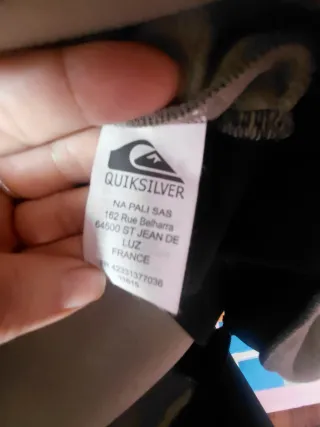 QUIKSILVER
NA PALI SAS
162 Rue Belharra
64500 ST JEAN DE
LUZ
FRANCE